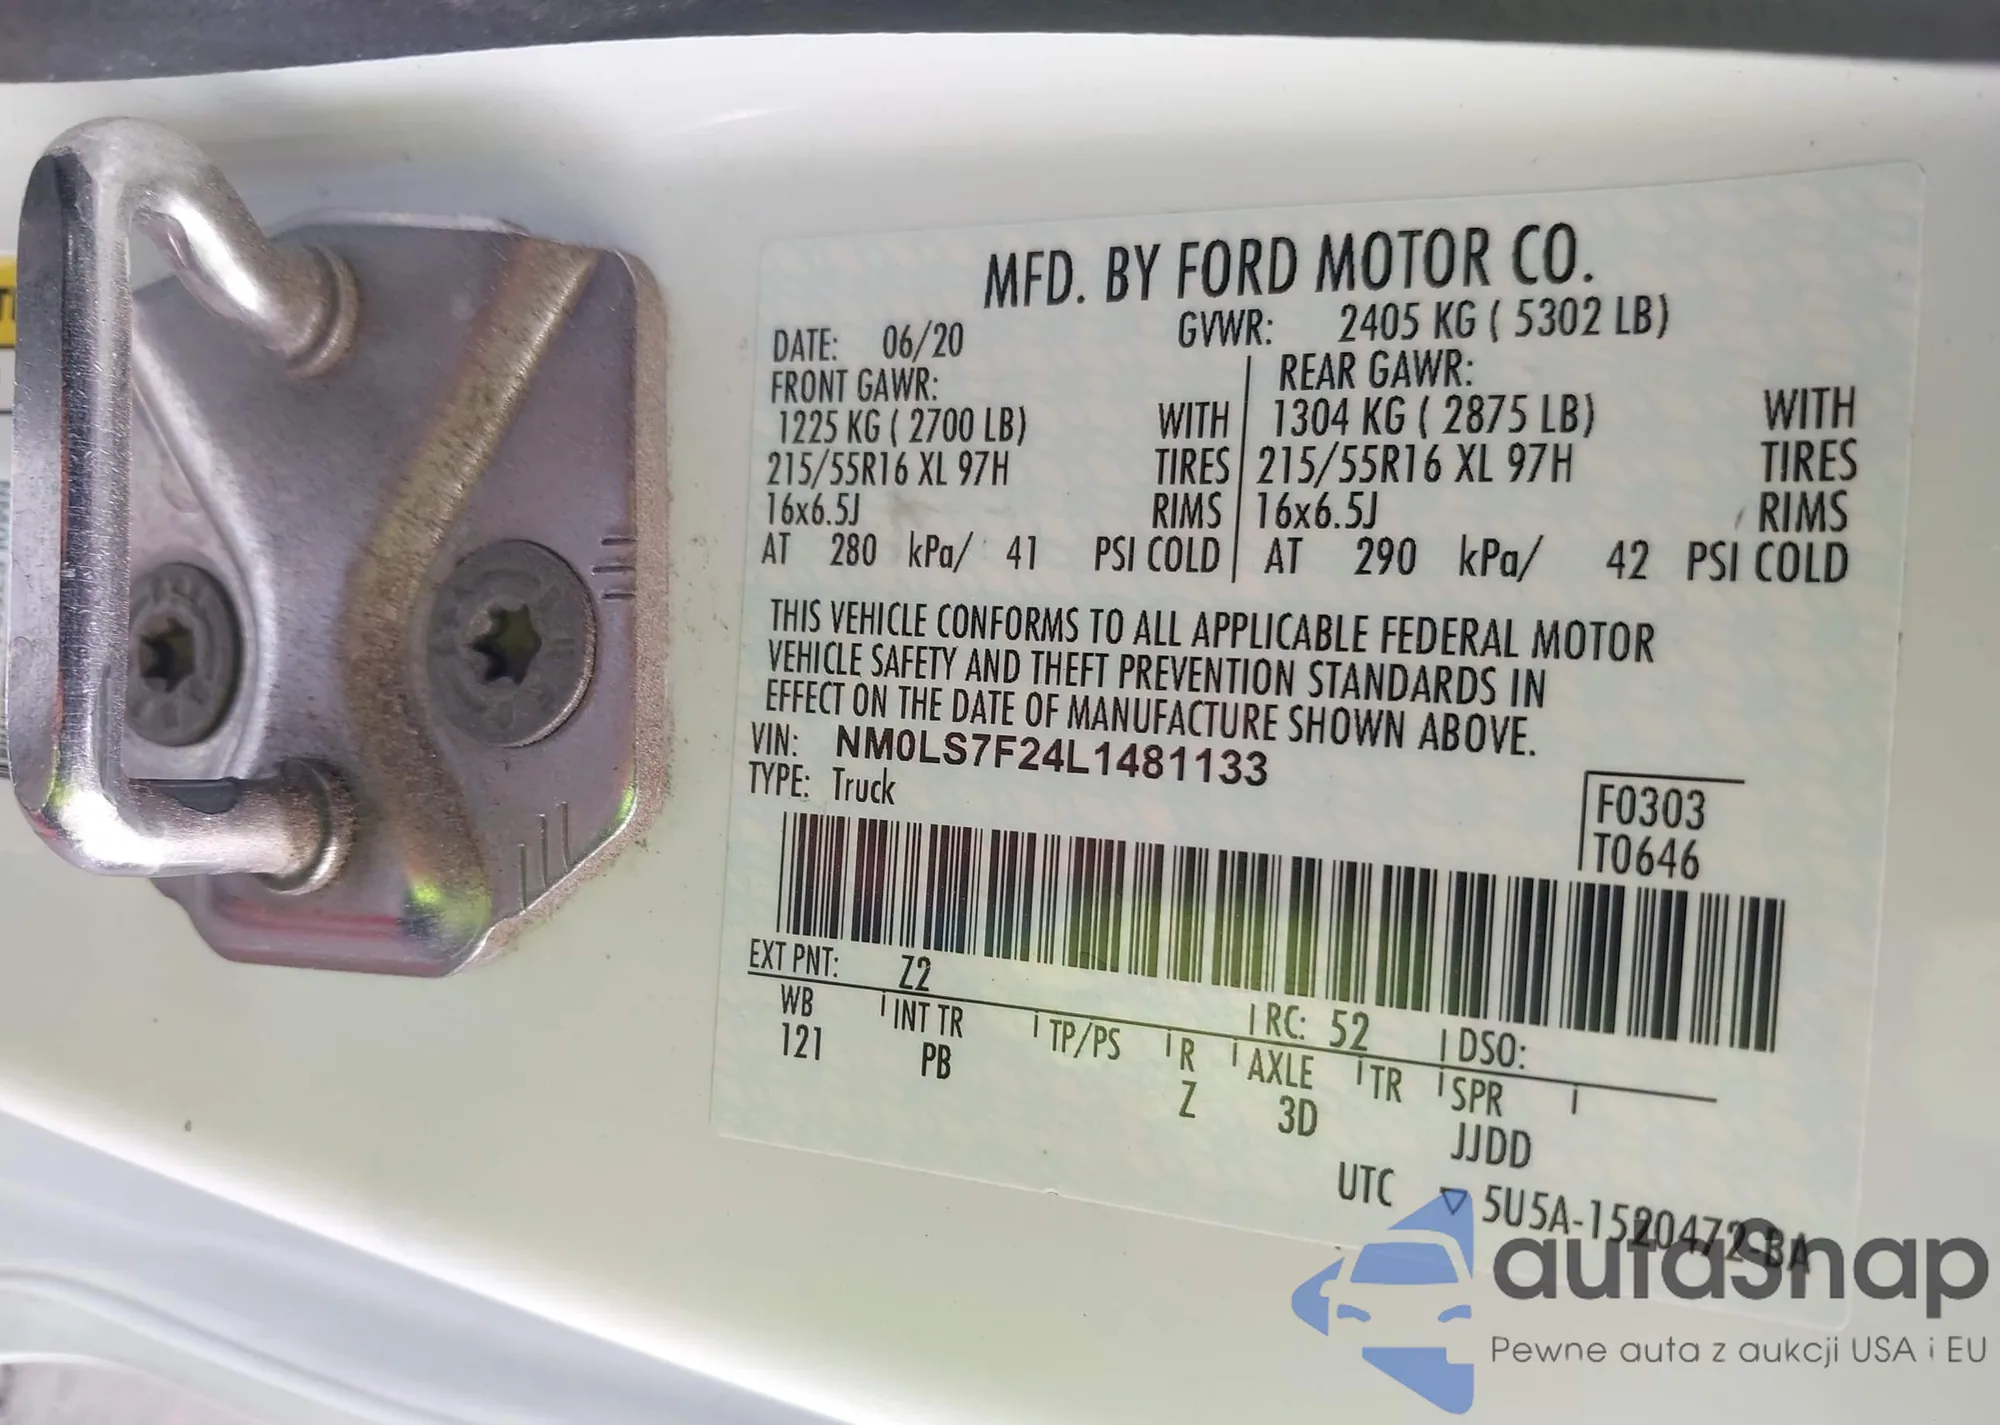 MFD. BY FORD MOTOR CO.
DATE: 06/20 GVWR: 2405 KG ( 5302 LB)
FRONT GAWR: REAR GAWR:
1225 KG ( 2700 LB) WITH 1304 KG ( 2875 LB) WITH
215/55R16 XL 97H TIRES 215/55R16 XL 97H TIRES
16x6.5J RIMS 16x6.5J RIMS
AT 280 kPa/ 41 PSI COLD AT 290 kPa/ 42 PSI COLD
THIS VEHICLE CONFORMS TO ALL APPLICABLE FEDERAL MOTOR
VEHICLE SAFETY AND THEFT PREVENTION STANDARDS IN
EFFECT ON THE DATE OF MANUFACTURE SHOWN ABOVE.
VIN: NM0LS7F24L1481133
TYPE: Truck
F0303
T0646
EXT PNT: Z2 RC: 52 DSO:
WB INT TR TP/PS R AXLE TR SPR
121 PB Z 3D JJDD
UTC ▽ 5U5A-1520472-BA
autaSnap
Pewne auta z aukcji USA i EU